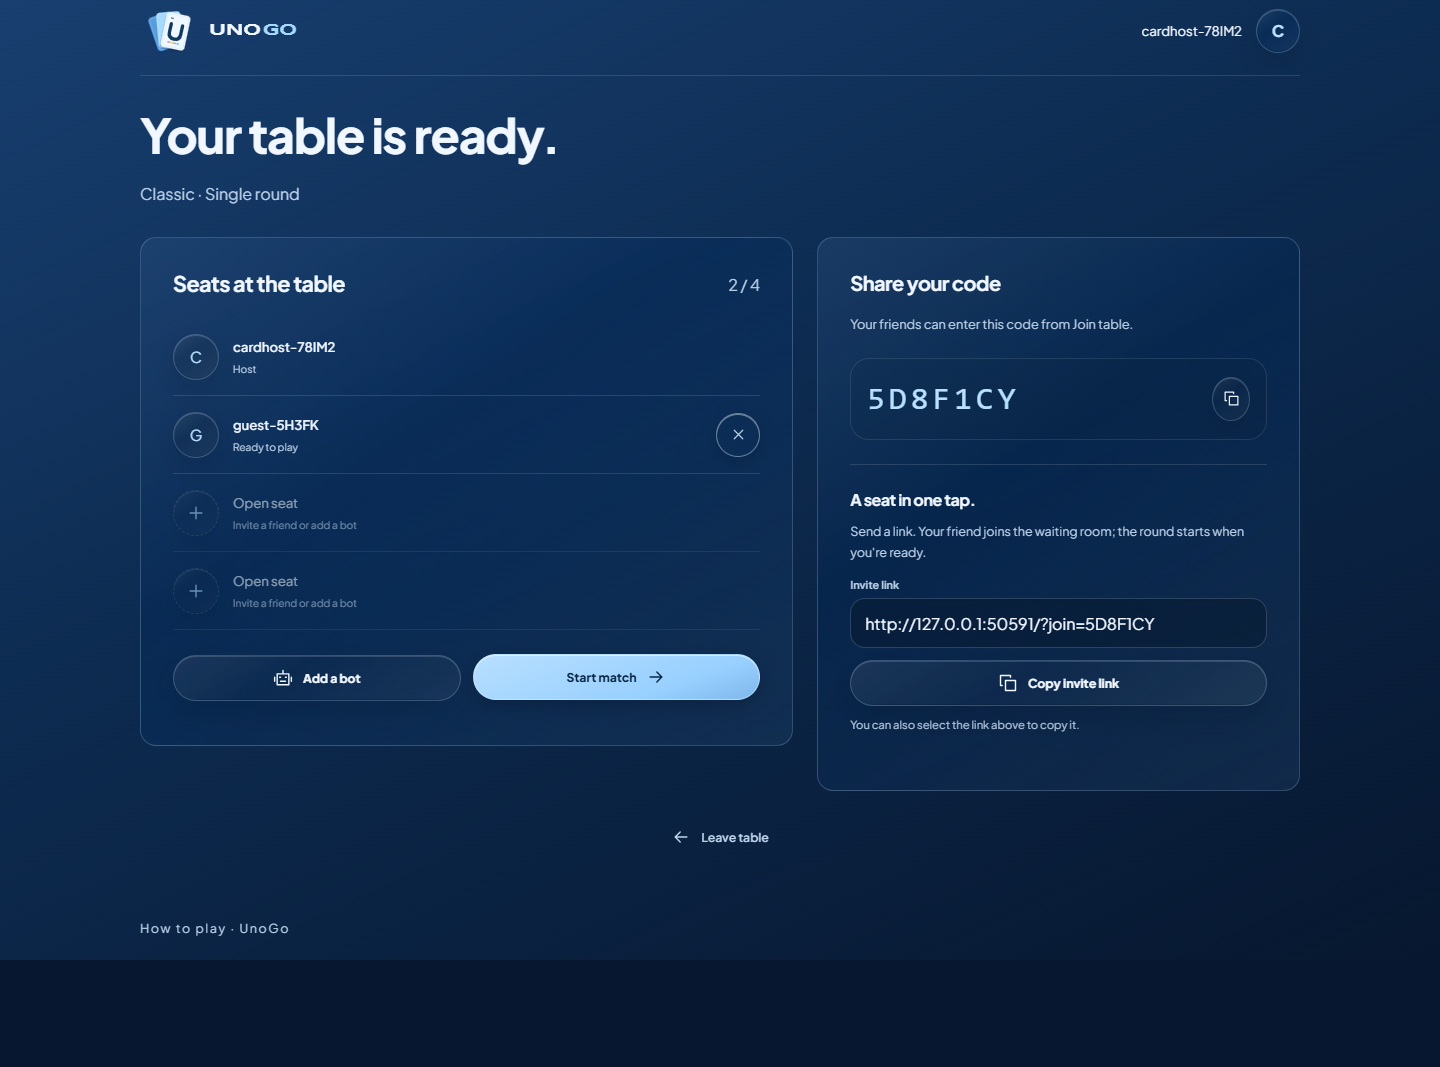 U UNOGO
cardhost-78IM2 C
Your table is ready.
Classic · Single round
Seats at the table 2 / 4
C cardhost-78IM2
Host
G guest-5H3FK
Ready to play
Open seat
Invite a friend or add a bot
Open seat
Invite a friend or add a bot
Add a bot
Start match
Share your code
Your friends can enter this code from Join table.
5D8F1CY
A seat in one tap.
Send a link. Your friend joins the waiting room; the round starts when
you're ready.
Invite link
http://127.0.0.1:50591/?join=5D8F1CY
Copy invite link
You can also select the link above to copy it.
Leave table
How to play · UnoGo